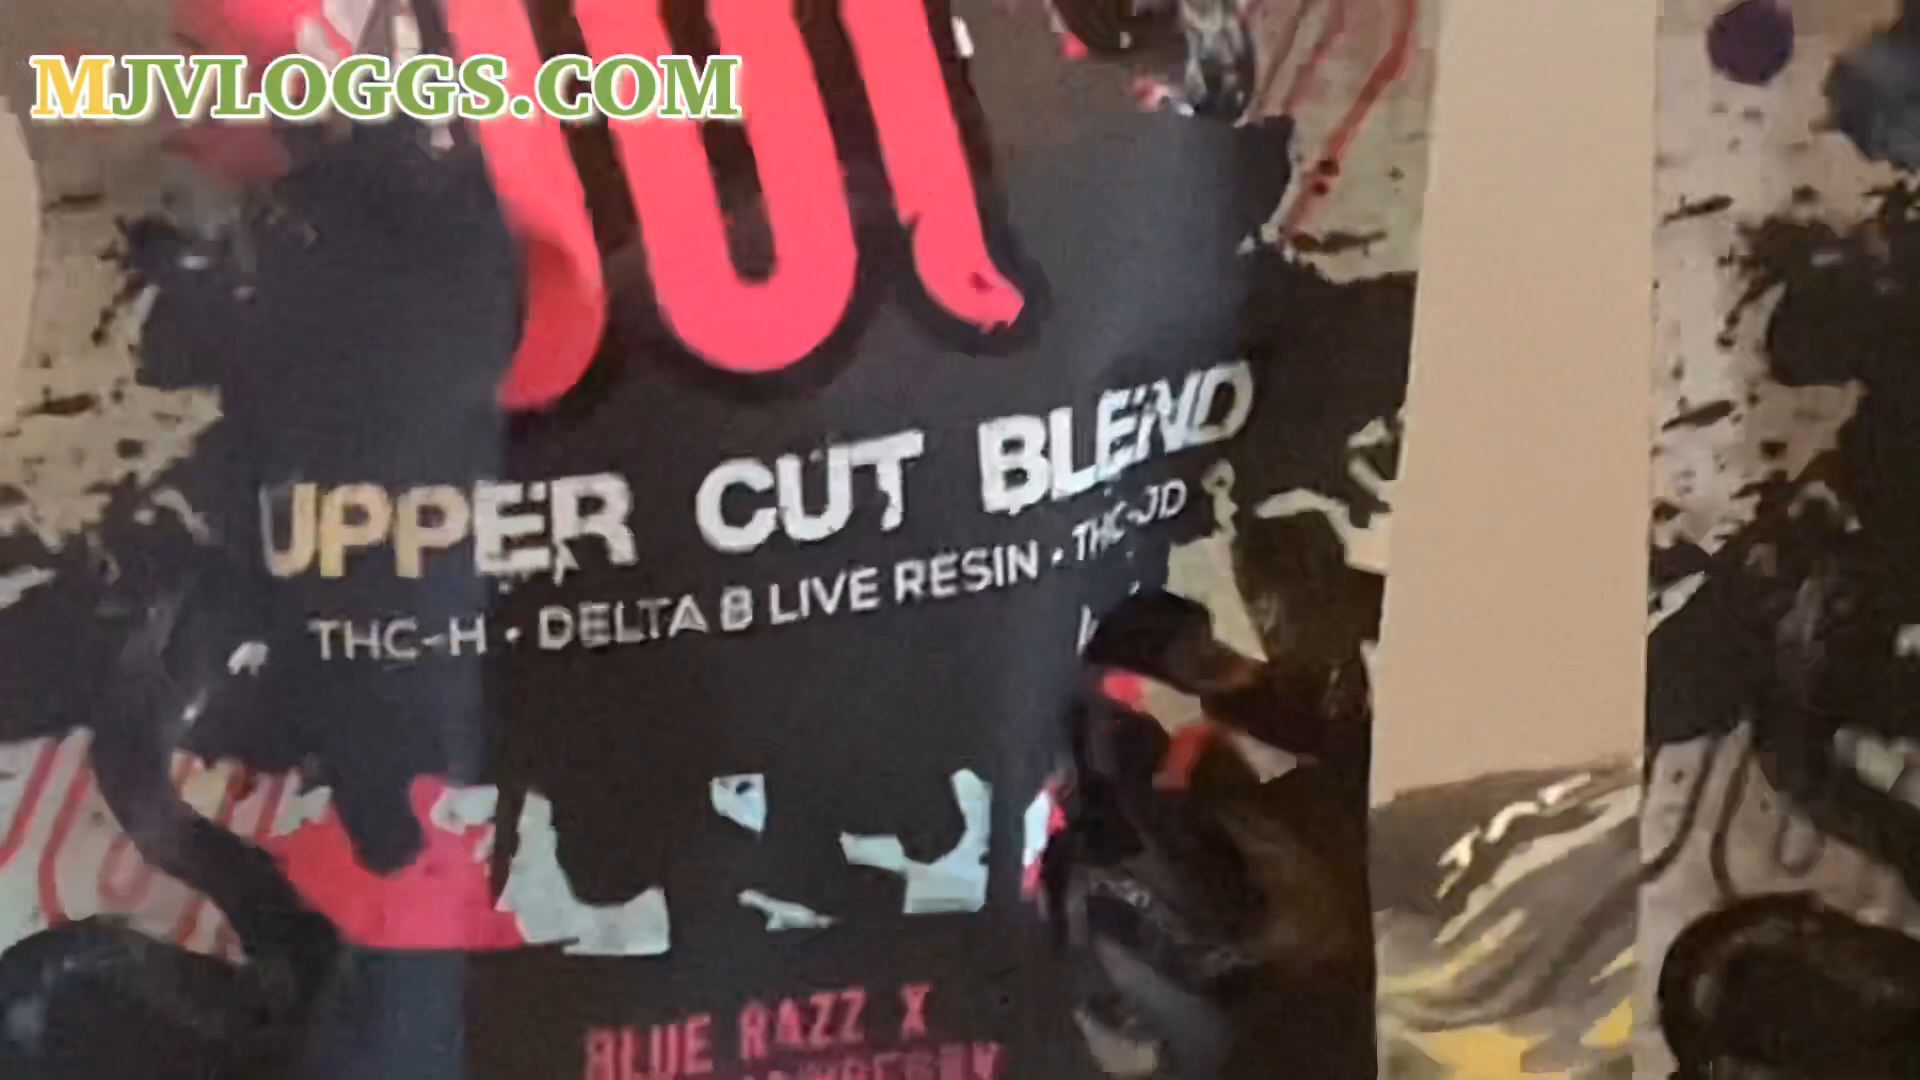 MJVLOGGS.COM
UPPER CUT BLEND
THC-H • DELTA 8 LIVE RESIN • THC-JD
BLUE RAZZ X